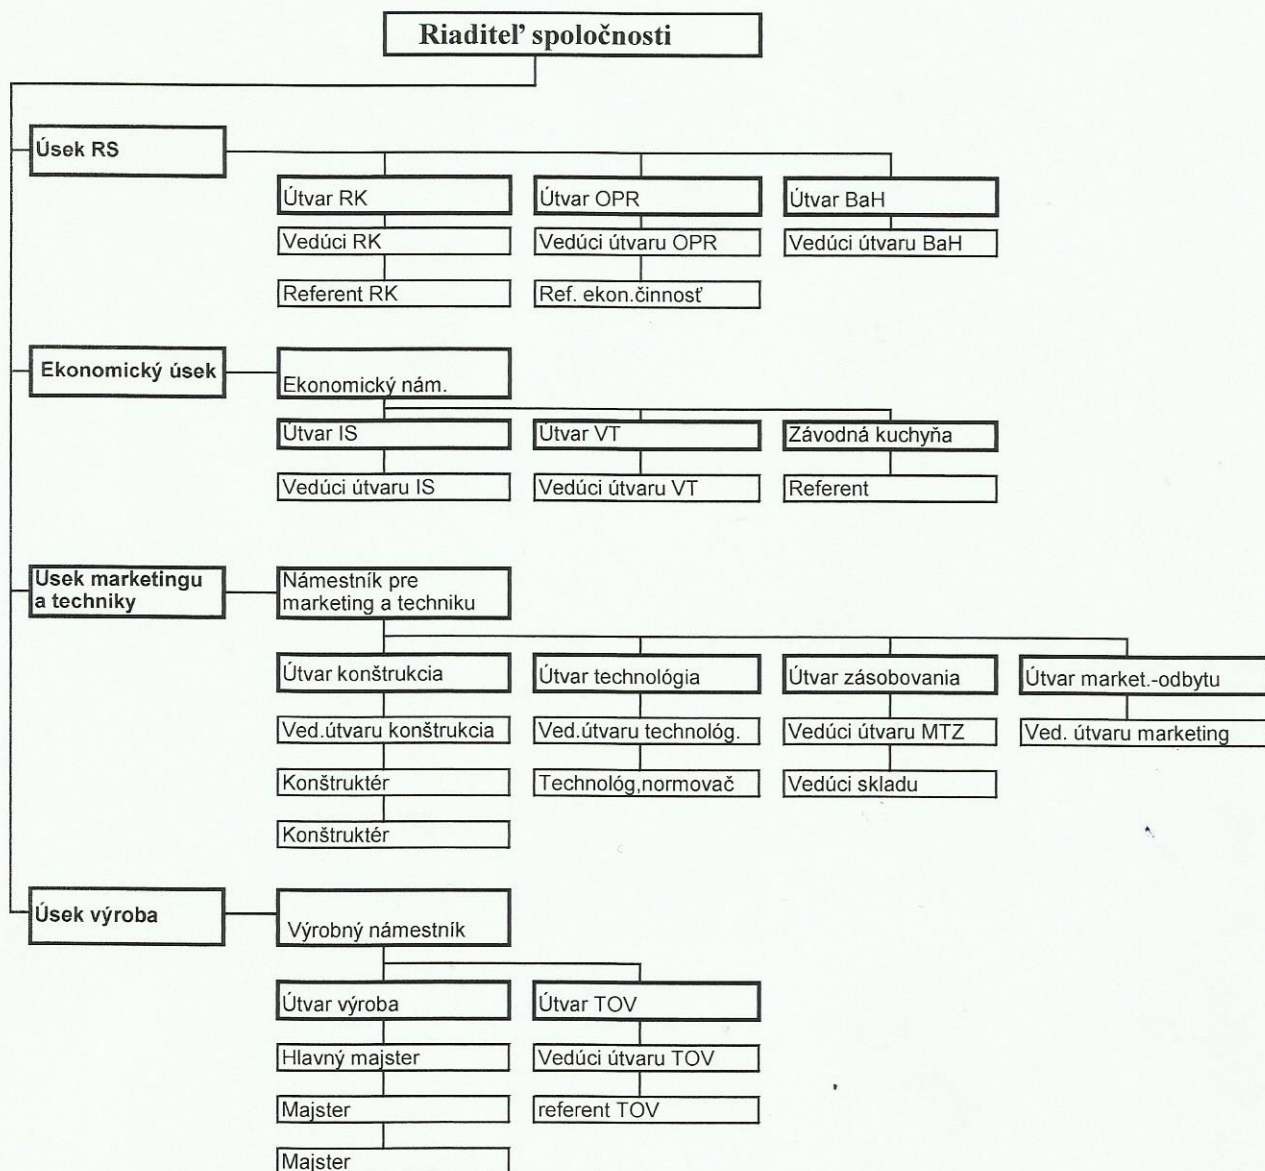 Riaditeľ spoločnosti
Úsek RS
Útvar RK
Útvar OPR
Útvar BaH
Vedúci RK
Vedúci útvaru OPR
Vedúci útvaru BaH
Referent RK
Ref. ekon.činnosť
Ekonomický úsek
Ekonomický nám.
Útvar IS
Útvar VT
Závodná kuchyňa
Vedúci útvaru IS
Vedúci útvaru VT
Referent
Úsek marketingu
a techniky
Námestník pre
marketing a techniku
Útvar konštrukcia
Útvar technológia
Útvar zásobovania
Útvar market.-odbytu
Ved.útvaru konštrukcia
Ved.útvaru technológ.
Vedúci útvaru MTZ
Ved. útvaru marketing
Konštruktér
Technológ,normovač
Vedúci skladu
Konštruktér
Úsek výroba
Výrobný námestník
Útvar výroba
Útvar TOV
Hlavný majster
Vedúci útvaru TOV
Majster
referent TOV
Majster